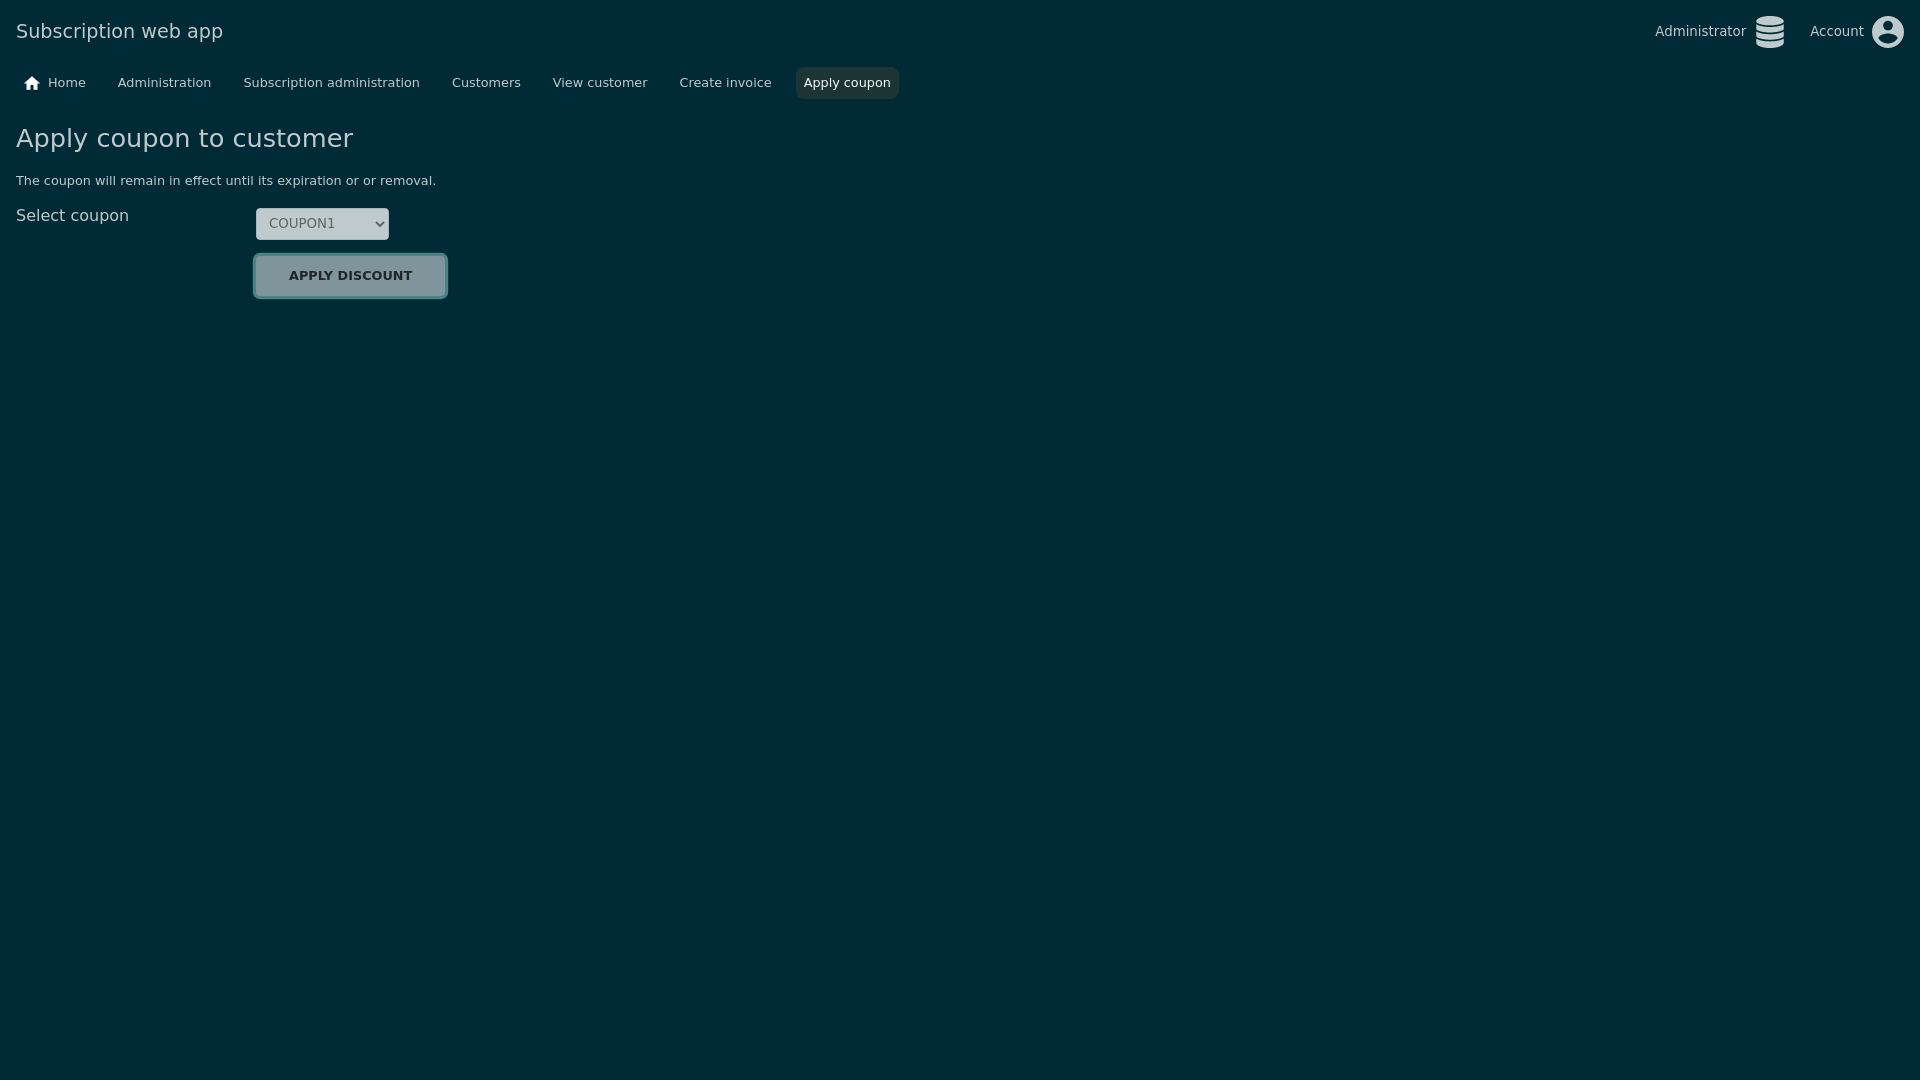 Subscription web app
Administrator
Account
Home
Administration
Subscription administration
Customers
View customer
Create invoice
Apply coupon
Apply coupon to customer
The coupon will remain in effect until its expiration or or removal.
Select coupon
COUPON1
APPLY DISCOUNT